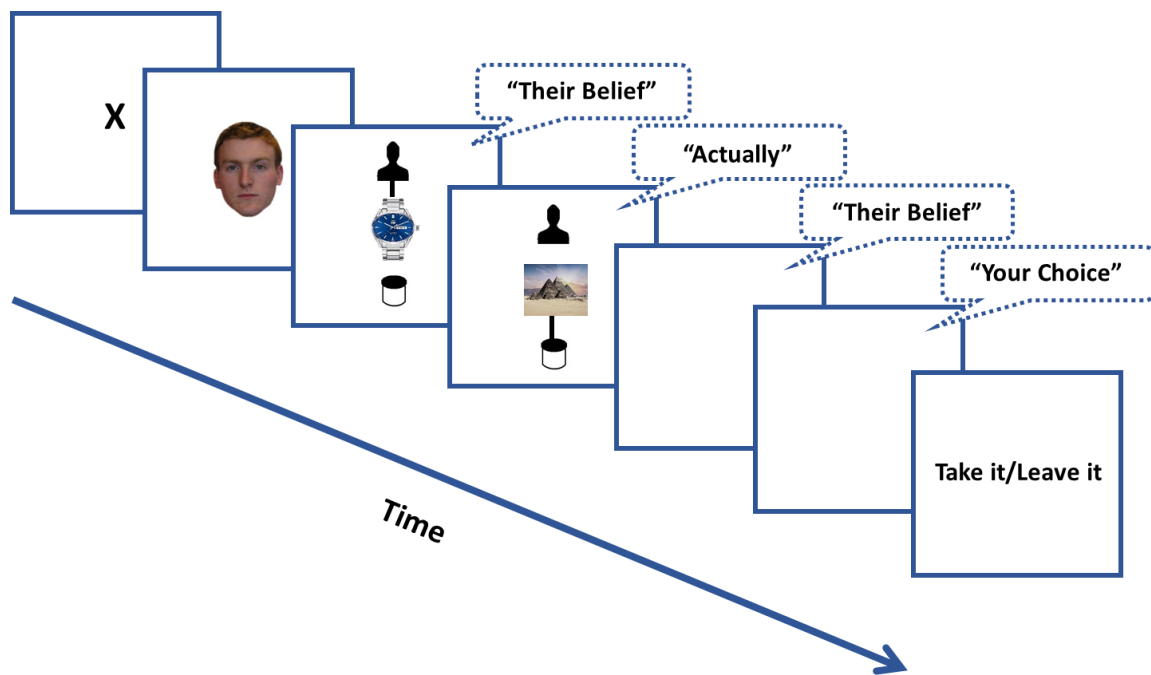 X
“Their Belief”
“Actually”
“Their Belief”
“Your Choice”
Take it/Leave it
Time